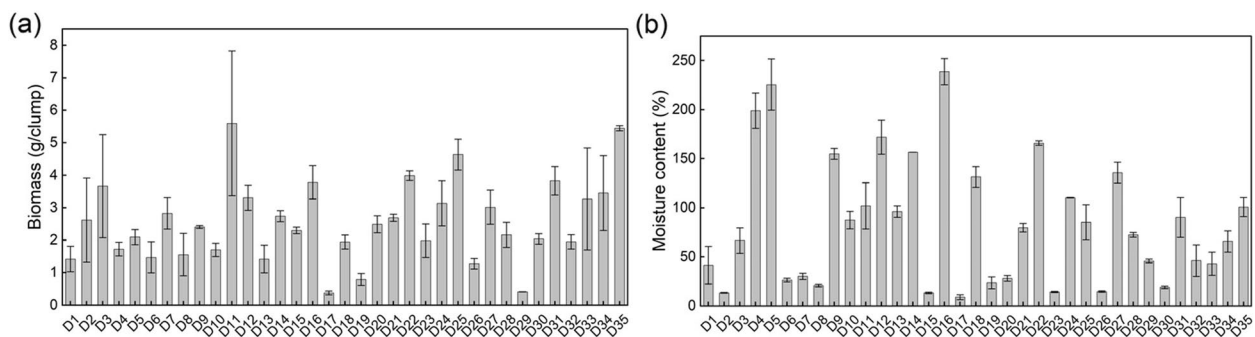 (a)
Biomass (g/clump)
8
7
6
5
4
3
2
1
0
D1 D2 D3 D4 D5 D6 D7 D8 D9 D10 D11 D12 D13 D14 D15 D16 D17 D18 D19 D20 D21 D22 D23 D24 D25 D26 D27 D28 D29 D30 D31 D32 D33 D34 D35
(b)
Moisture content (%)
250
200
150
100
50
0
D1 D2 D3 D4 D5 D6 D7 D8 D9 D10 D11 D12 D13 D14 D15 D16 D17 D18 D19 D20 D21 D22 D23 D24 D25 D26 D27 D28 D29 D30 D31 D32 D33 D34 D35